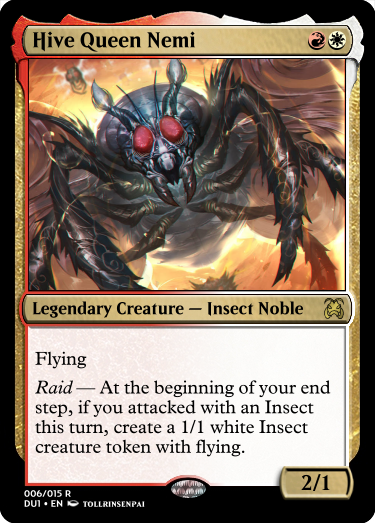 Hive Queen Nemi
Legendary Creature — Insect Noble
Flying
Raid — At the beginning of your end
step, if you attacked with an Insect
this turn, create a 1/1 white Insect
creature token with flying.
2/1
006/015 R
DU1 • EN TOLLRINSENPAI